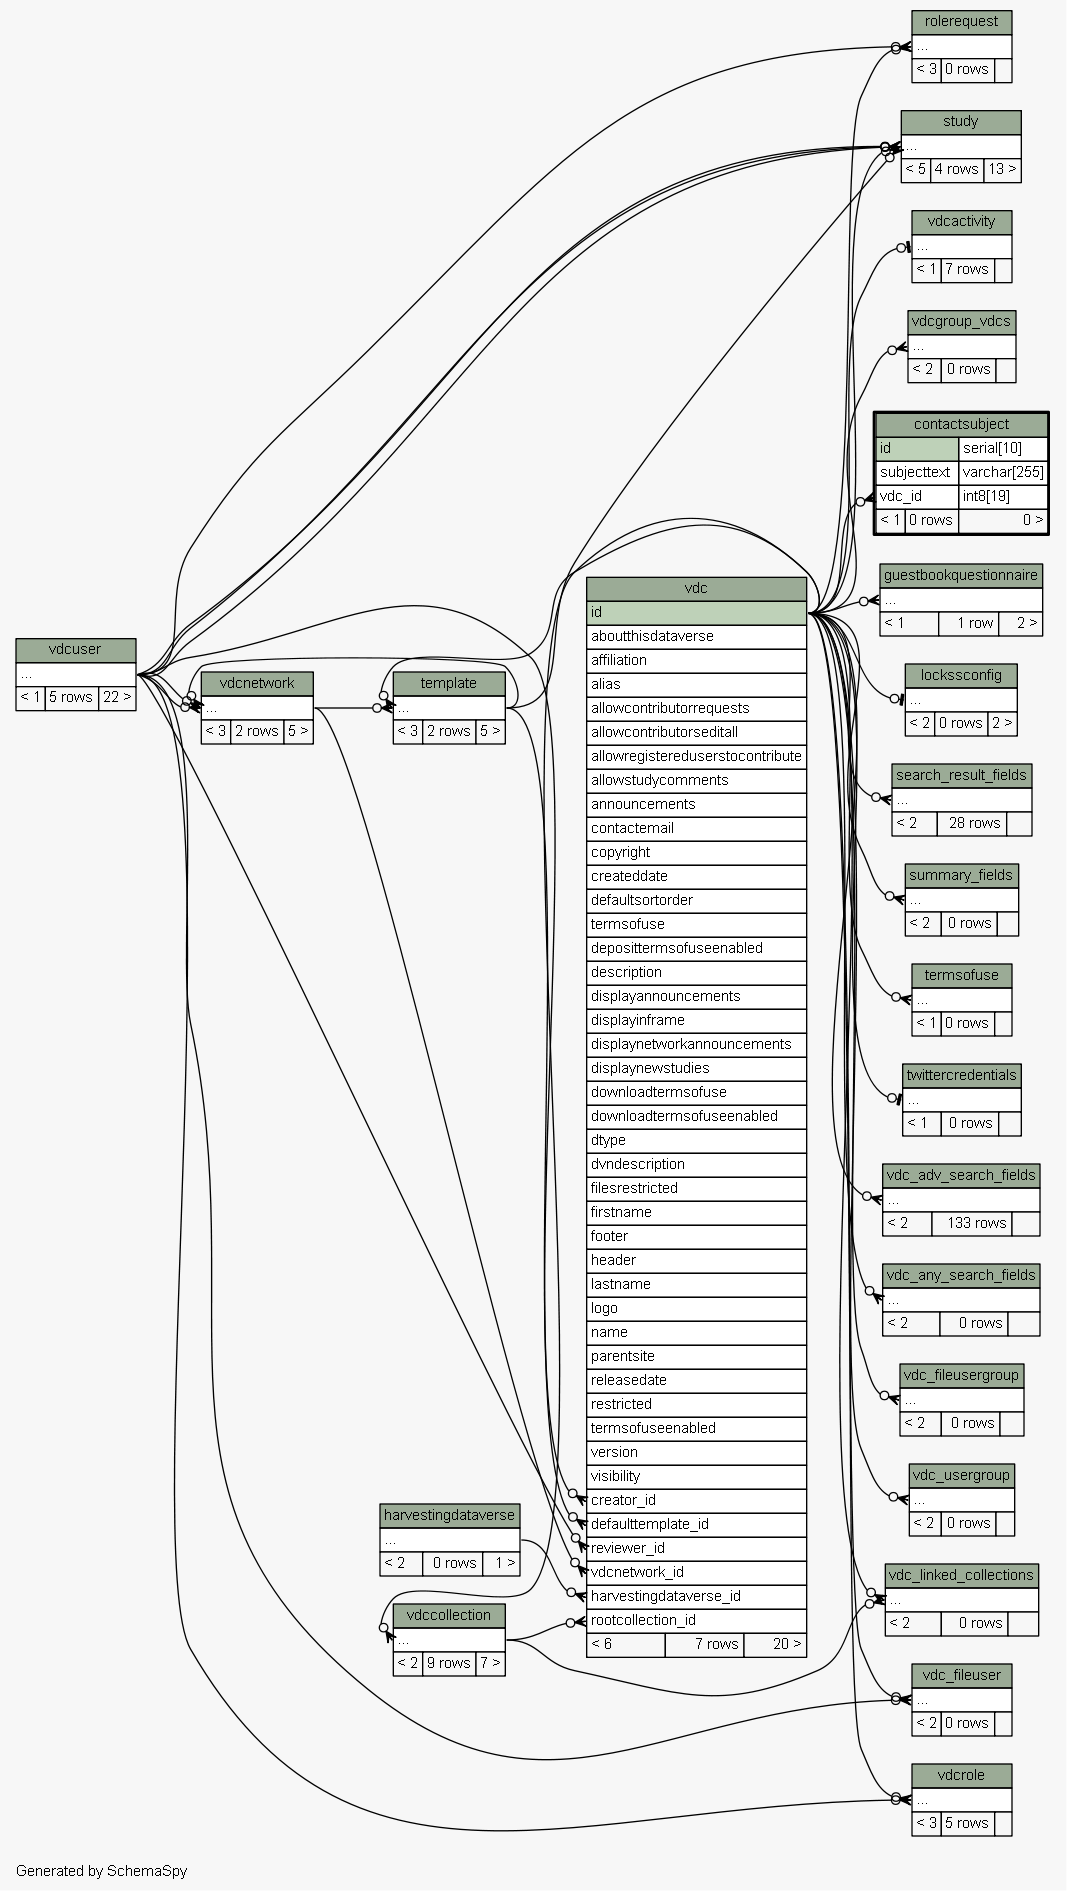 rolerequest
...
< 3 0 rows
study
...
< 5 4 rows 13 >
vdcactivity
...
< 1 7 rows
vdcgroup_vdcs
...
< 2 0 rows
contactsubject
id serial[10]
subjecttext varchar[255]
vdc_id int8[19]
< 1 0 rows 0 >
guestbookquestionnaire
...
< 1 1 row 2 >
lockssconfig
...
< 2 0 rows 2 >
search_result_fields
...
< 2 28 rows
summary_fields
...
< 2 0 rows
termsofuse
...
< 1 0 rows
twittercredentials
...
< 1 0 rows
vdc_adv_search_fields
...
< 2 133 rows
vdc_any_search_fields
...
< 2 0 rows
vdc_fileusergroup
...
< 2 0 rows
vdc_usergroup
...
< 2 0 rows
vdc_linked_collections
...
< 2 0 rows
vdc_fileuser
...
< 2 0 rows
vdcrole
...
< 3 5 rows
vdcuser
...
< 1 5 rows 22 >
vdcnetwork
...
< 3 2 rows 5 >
template
...
< 3 2 rows 5 >
vdc
id
aboutthisdataverse
affiliation
alias
allowcontributorrequests
allowcontributorseditall
allowregistereduserstocontribute
allowstudycomments
announcements
contactemail
copyright
createddate
defaultsortorder
termsofuse
deposittermsofuseenabled
description
displayannouncements
displayinframe
displaynetworkannouncements
displaynewstudies
downloadtermsofuse
downloadtermsofuseenabled
dtype
dvndescription
filesrestricted
firstname
footer
header
lastname
logo
name
parentsite
releasedate
restricted
termsofuseenabled
version
visibility
creator_id
defaulttemplate_id
reviewer_id
vdcnetwork_id
harvestingdataverse_id
rootcollection_id
< 6 7 rows 20 >
harvestingdataverse
...
< 2 0 rows 1 >
vdccollection
...
< 2 9 rows 7 >
Generated by SchemaSpy